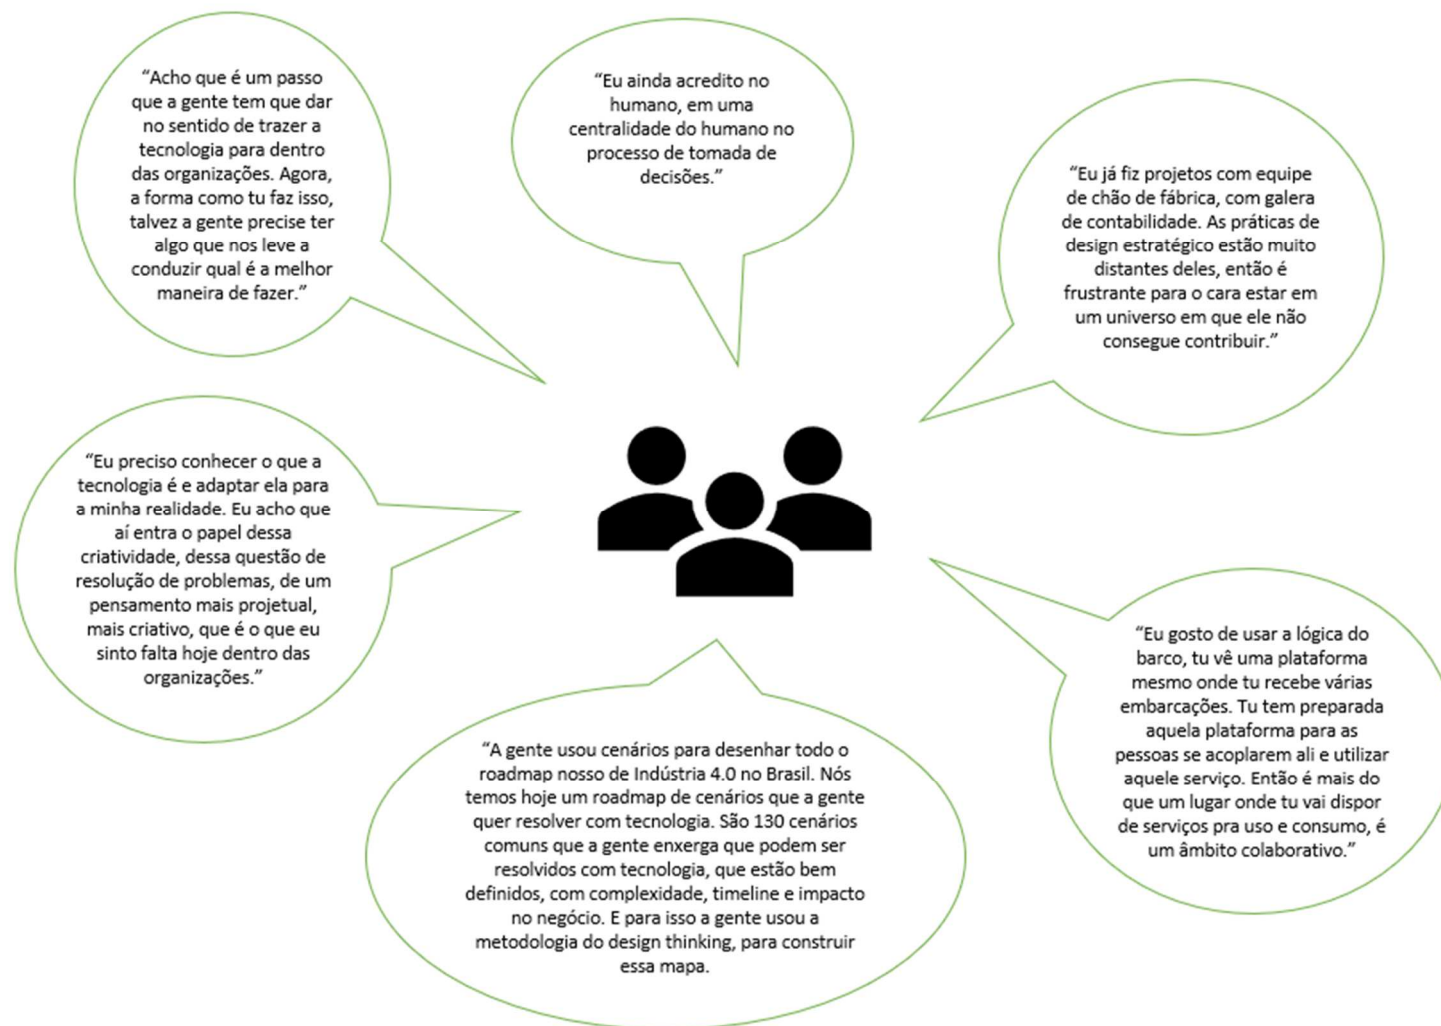 “Acho que é um passo
que a gente tem que dar
no sentido de trazer a
tecnologia para dentro
das organizações. Agora,
a forma como tu faz isso,
talvez a gente precise ter
algo que nos leve a
conduzir qual é a melhor
maneira de fazer.”
“Eu ainda acredito no
humano, em uma
centralidade do humano no
processo de tomada de
decisões.”
“Eu já fiz projetos com equipe
de chão de fábrica, com galera
de contabilidade. As práticas de
design estratégico estão muito
distantes deles, então é
frustrante para o cara estar em
um universo em que ele não
consegue contribuir.”
“Eu preciso conhecer o que a
tecnologia é e adaptar ela para
a minha realidade. Eu acho que
aí entra o papel dessa
criatividade, dessa questão de
resolução de problemas, de um
pensamento mais projetual,
mais criativo, que é o que eu
sinto falta hoje dentro das
organizações.”
“A gente usou cenários para desenhar todo o
roadmap nosso de Indústria 4.0 no Brasil. Nós
temos hoje um roadmap de cenários que a gente
quer resolver com tecnologia. São 130 cenários
comuns que a gente enxerga que podem ser
resolvidos com tecnologia, que estão bem
definidos, com complexidade, timeline e impacto
no negócio. E para isso a gente usou a
metodologia do design thinking, para construir
essa mapa.
“Eu gosto de usar a lógica do
barco, tu vê uma plataforma
mesmo onde tu recebe várias
embarcações. Tu tem preparada
aquela plataforma para as
pessoas se acoplarem ali e utilizar
aquele serviço. Então é mais do
que um lugar onde tu vai dispor
de serviços pra uso e consumo, é
um âmbito colaborativo.”